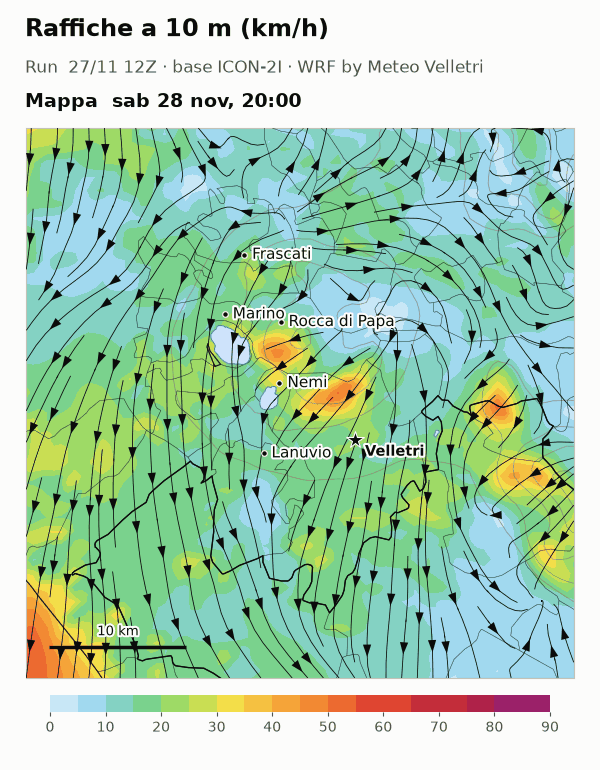 Raffiche a 10 m (km/h)
Run  27/11 12Z · base ICON-2I · WRF by Meteo Velletri
Mappa  sab 28 nov, 20:00
Frascati
Marino
Rocca di Papa
Nemi
Velletri
Lanuvio
10 km
0 10 20 30 40 50 60 70 80 90